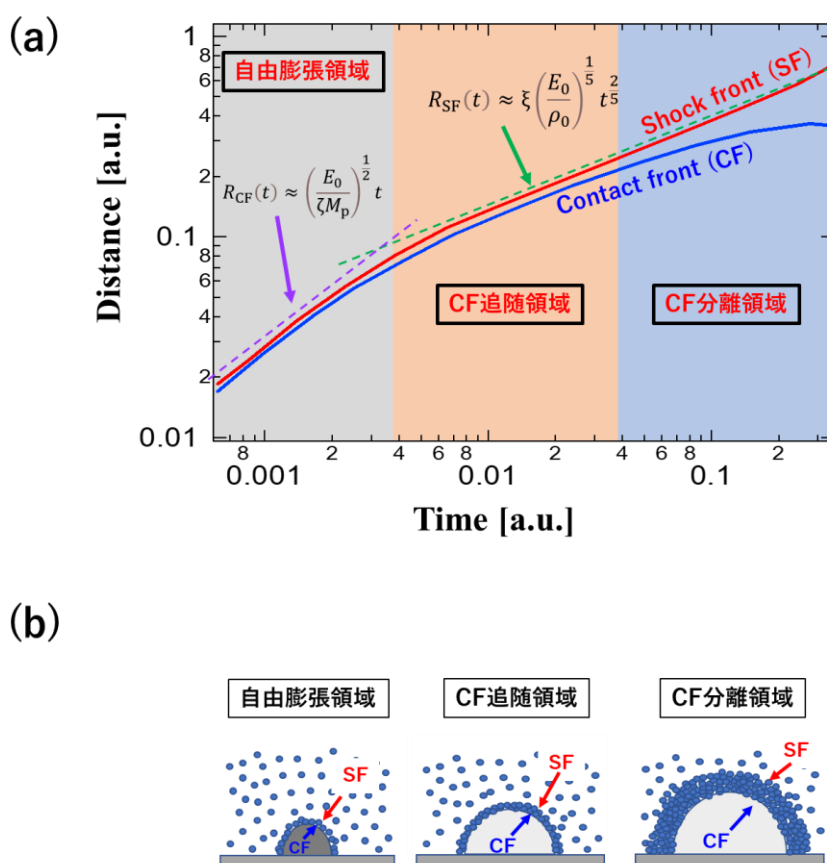 (a)
1
8
6
4
2
0.1
8
6
4
2
0.01
Distance [a.u.]
自由膨張領域
R_SF(t) ≈ ξ(E_0/ρ_0)^{1/5} t^{2/5}
Shock front (SF)
Contact front (CF)
R_CF(t) ≈ (E_0/ζM_p)^{1/2} t
CF追随領域
CF分離領域
8 2 4 6 8 2 4 6 8 2
0.001 0.01 0.1
Time [a.u.]
(b)
自由膨張領域 CF追随領域 CF分離領域
SF SF SF
CF CF CF